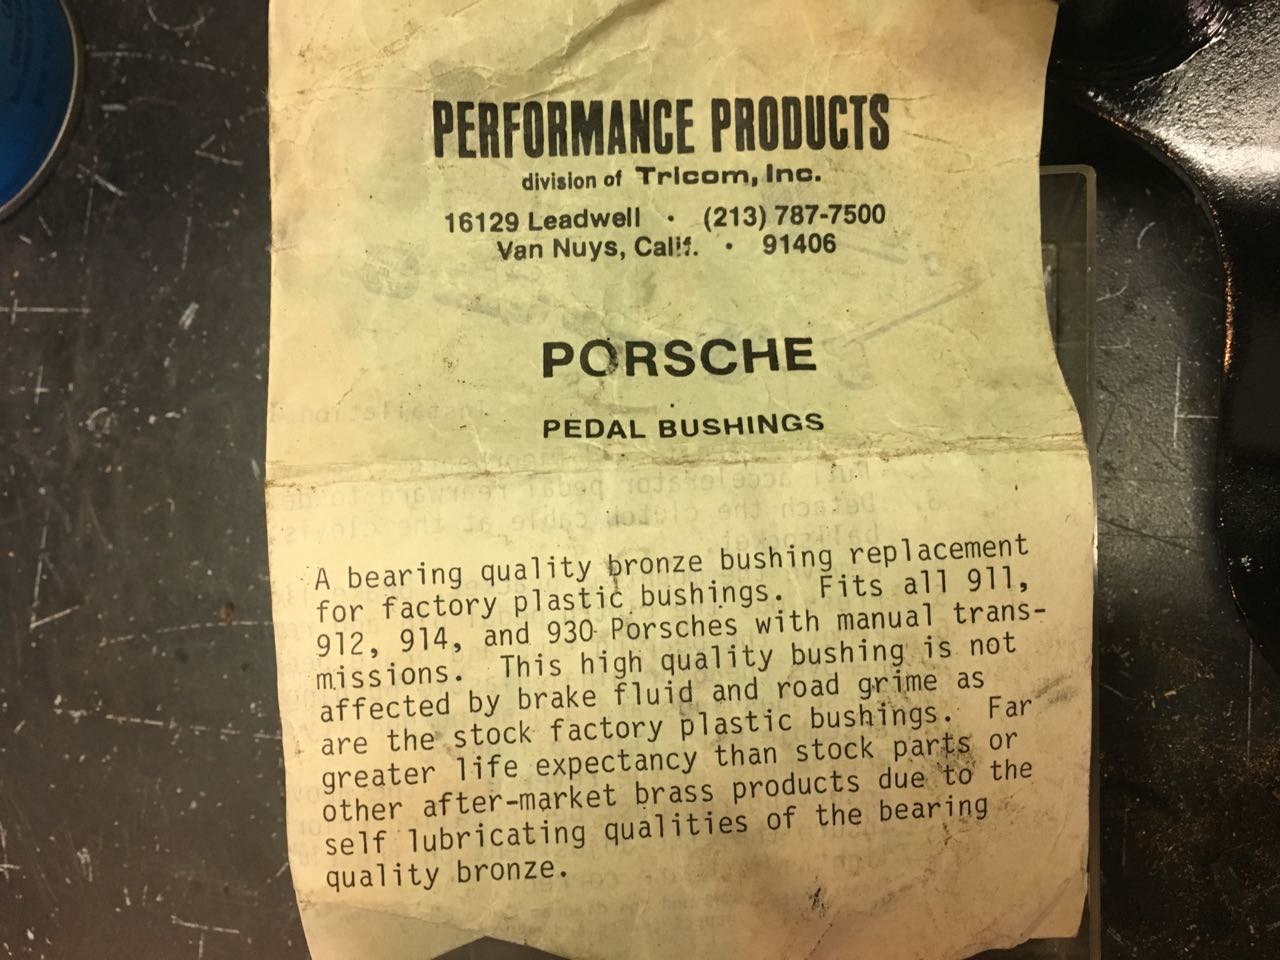 PERFORMANCE PRODUCTS
division of Tricom, Inc.
16129 Leadwell • (213) 787-7500
Van Nuys, Calif. • 91406
PORSCHE
PEDAL BUSHINGS
A bearing quality bronze bushing replacement
for factory plastic bushings. Fits all 911,
912, 914, and 930 Porsches with manual trans-
missions. This high quality bushing is not
affected by brake fluid and road grime as
are the stock factory plastic bushings. Far
greater life expectancy than stock parts or
other after-market brass products due to the
self lubricating qualities of the bearing
quality bronze.